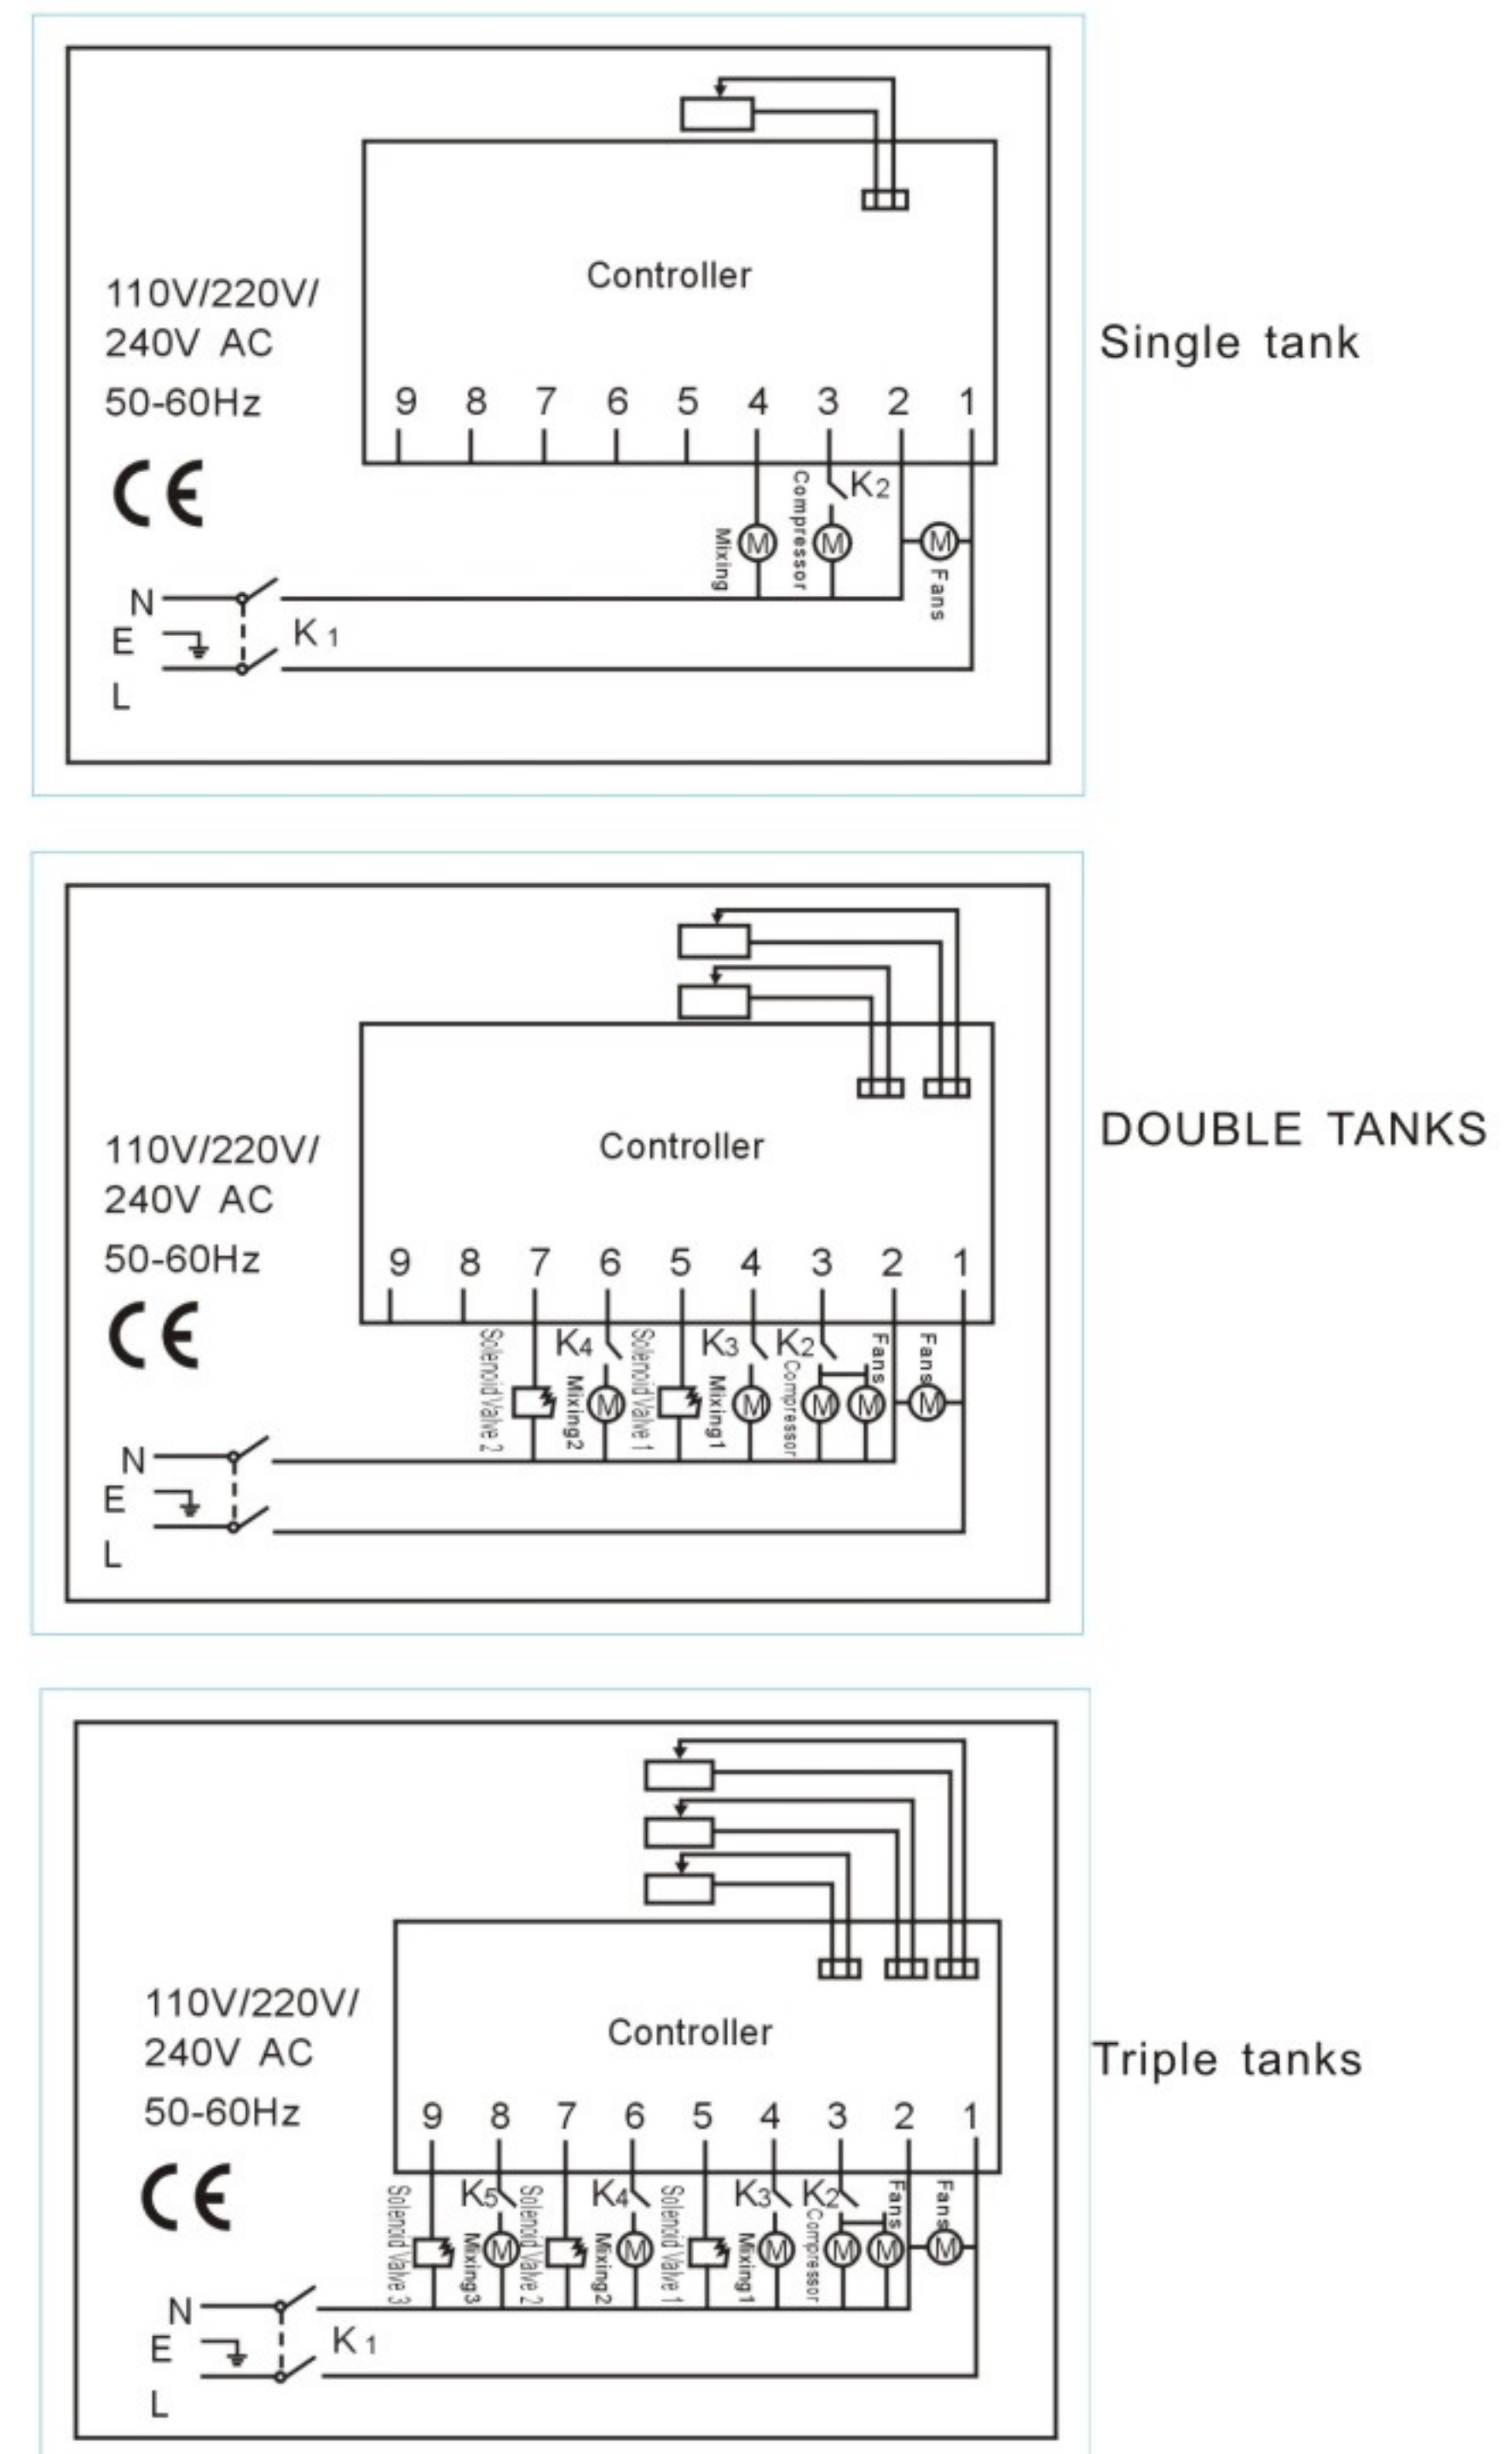 Controller
110V/220V/
240V AC
50-60Hz
Single tank
9 8 7 6 5 4 3 2 1
CE
K2
Mixing
Compressor
M
M
M
Fans
N
E
K1
L
DOUBLE TANKS
Controller
110V/220V/
240V AC
50-60Hz
9 8 7 6 5 4 3 2 1
CE
Solenoid Valve 2
K4
Mixing2
Solenoid Valve 1
K3
Mixing1
K2
Compressor
Fans
Fans
M
M
M
M
M
N
E
L
Controller
110V/220V/
240V AC
50-60Hz
Triple tanks
9 8 7 6 5 4 3 2 1
CE
Solenoid Valve 3
K5
Mixing3
Solenoid Valve 2
K4
Mixing2
Solenoid Valve 1
K3
Mixing1
K2
Compressor
Fans
Fans
M
M
M
M
M
M
N
E
K1
L